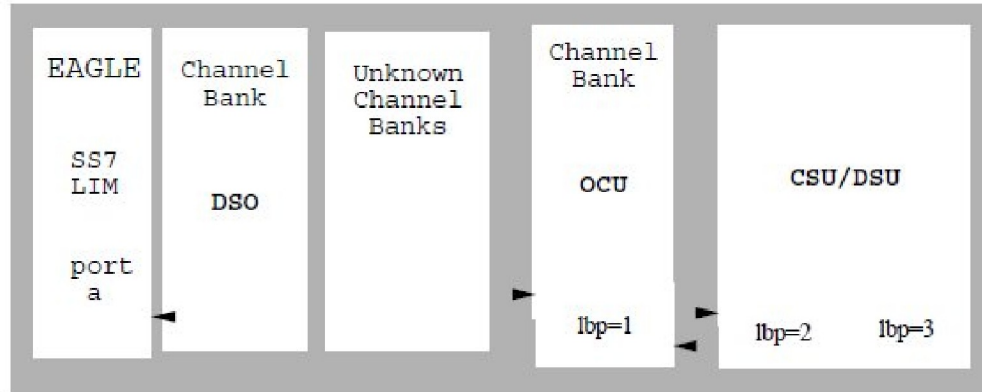 EAGLE
SS7
LIM
port
a
Channel
Bank
DSO
Unknown
Channel
Banks
Channel
Bank
OCU
lbp=1
CSU/DSU
lbp=2 lbp=3